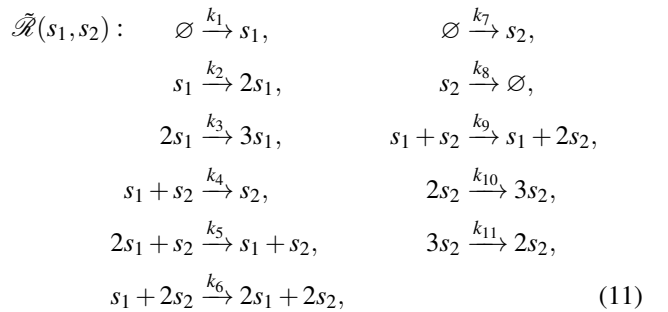 ℛ̃(s₁, s₂) : ∅ —k₁→ s₁, ∅ —k₇→ s₂,
s₁ —k₂→ 2s₁, s₂ —k₈→ ∅,
2s₁ —k₃→ 3s₁, s₁ + s₂ —k₉→ s₁ + 2s₂,
s₁ + s₂ —k₄→ s₂, 2s₂ —k₁₀→ 3s₂,
2s₁ + s₂ —k₅→ s₁ + s₂, 3s₂ —k₁₁→ 2s₂,
s₁ + 2s₂ —k₆→ 2s₁ + 2s₂, (11)